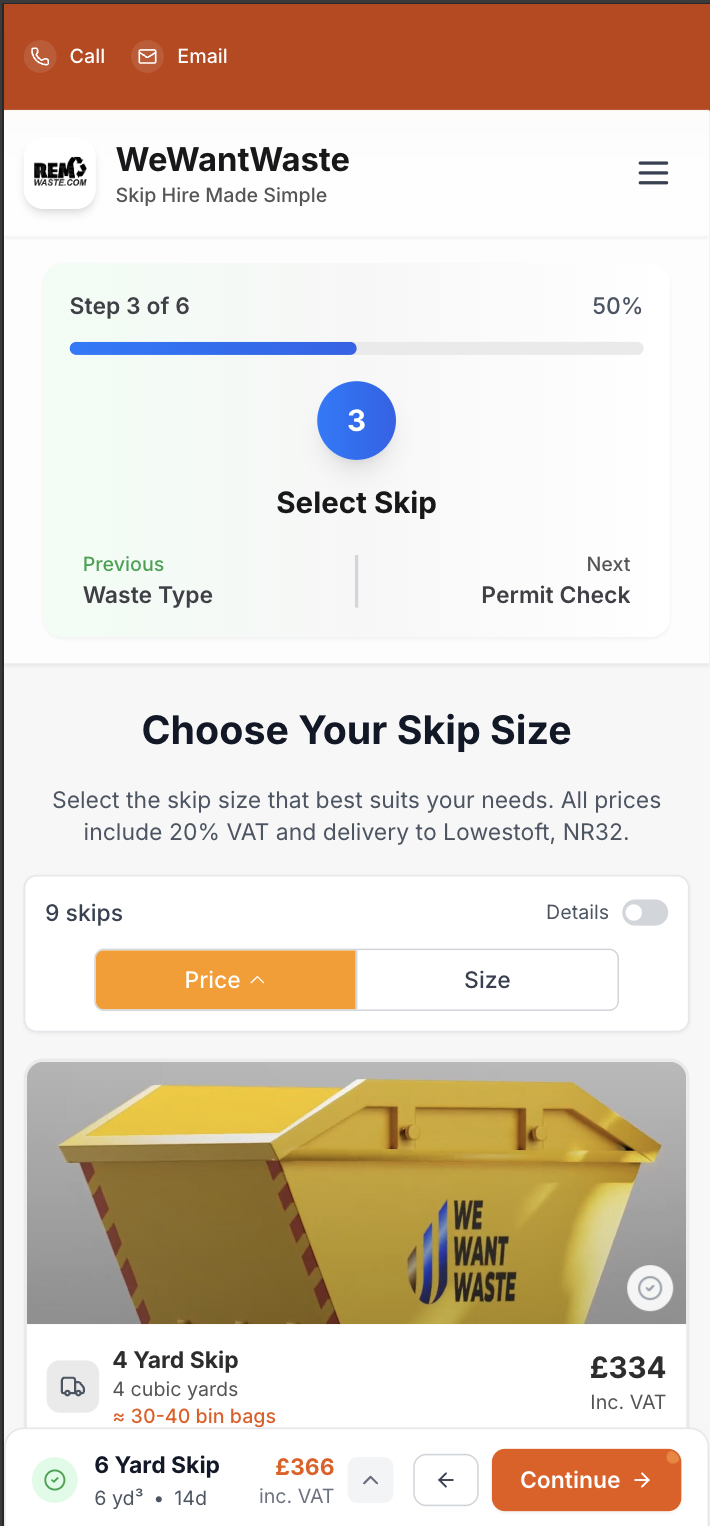 Call Email
REM
WASTE.COM
WeWantWaste
Skip Hire Made Simple
Step 3 of 6 50%
3
Select Skip
Previous Next
Waste Type Permit Check
Choose Your Skip Size
Select the skip size that best suits your needs. All prices
include 20% VAT and delivery to Lowestoft, NR32.
9 skips Details
Price Size
WE
WANT
WASTE
4 Yard Skip
4 cubic yards
≈ 30-40 bin bags
£334
Inc. VAT
6 Yard Skip £366 Continue →
6 yd³ • 14d inc. VAT